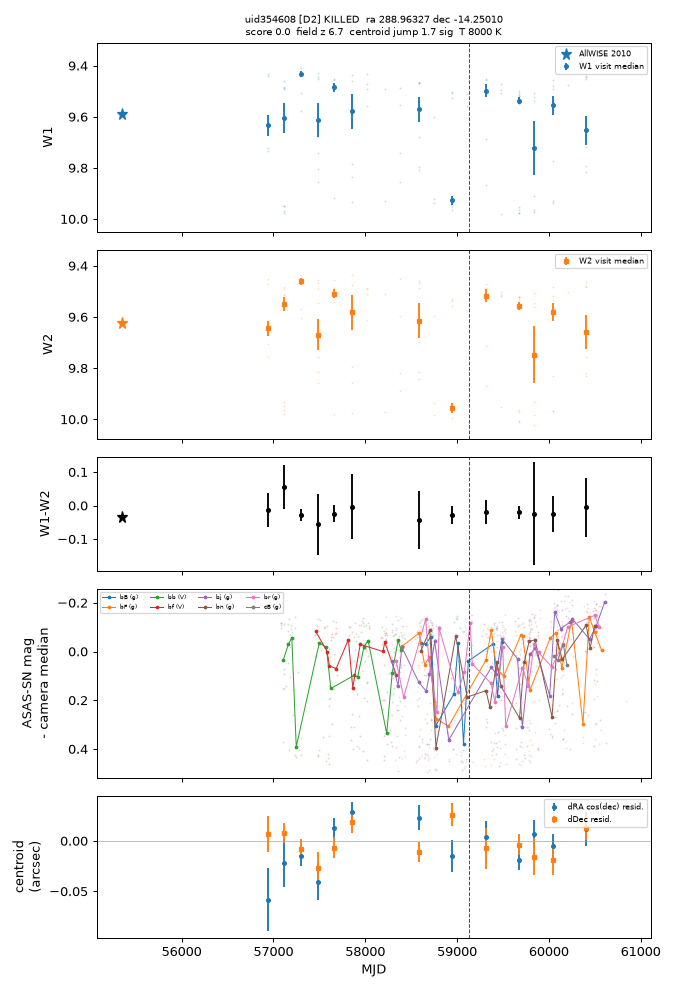 uid354608 [D2] KILLED  ra 288.96327 dec -14.25010
score 0.0  field z 6.7  centroid jump 1.7 sig  T 8000 K
AllWISE 2010
W1 visit median
9.4
9.6
9.8
10.0
W1
W2 visit median
9.4
9.6
9.8
10.0
W2
0.1
0.0
−0.1
W1-W2
bB (g)
bF (g)
bb (V)
bf (V)
bj (g)
bn (g)
br (g)
cB (g)
−0.2
0.0
0.2
0.4
ASAS-SN mag
- camera median
dRA cos(dec) resid.
dDec resid.
0.00
−0.05
centroid
(arcsec)
56000
57000
58000
59000
60000
61000
MJD